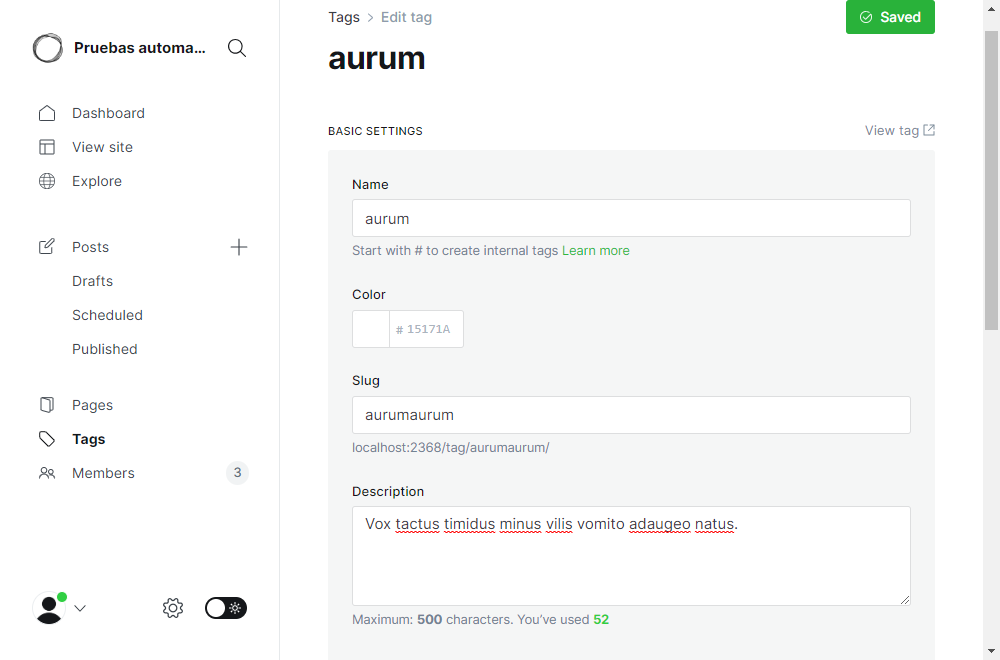 Pruebas automa...
Dashboard
View site
Explore
Posts
Drafts
Scheduled
Published
Pages
Tags
Members 3
Tags > Edit tag
Saved
aurum
BASIC SETTINGS
View tag
Name
aurum
Start with # to create internal tags Learn more
Color
# 15171A
Slug
aurumaurum
localhost:2368/tag/aurumaurum/
Description
Vox tactus timidus minus vilis vomito adaugeo natus.
Maximum: 500 characters. You’ve used 52